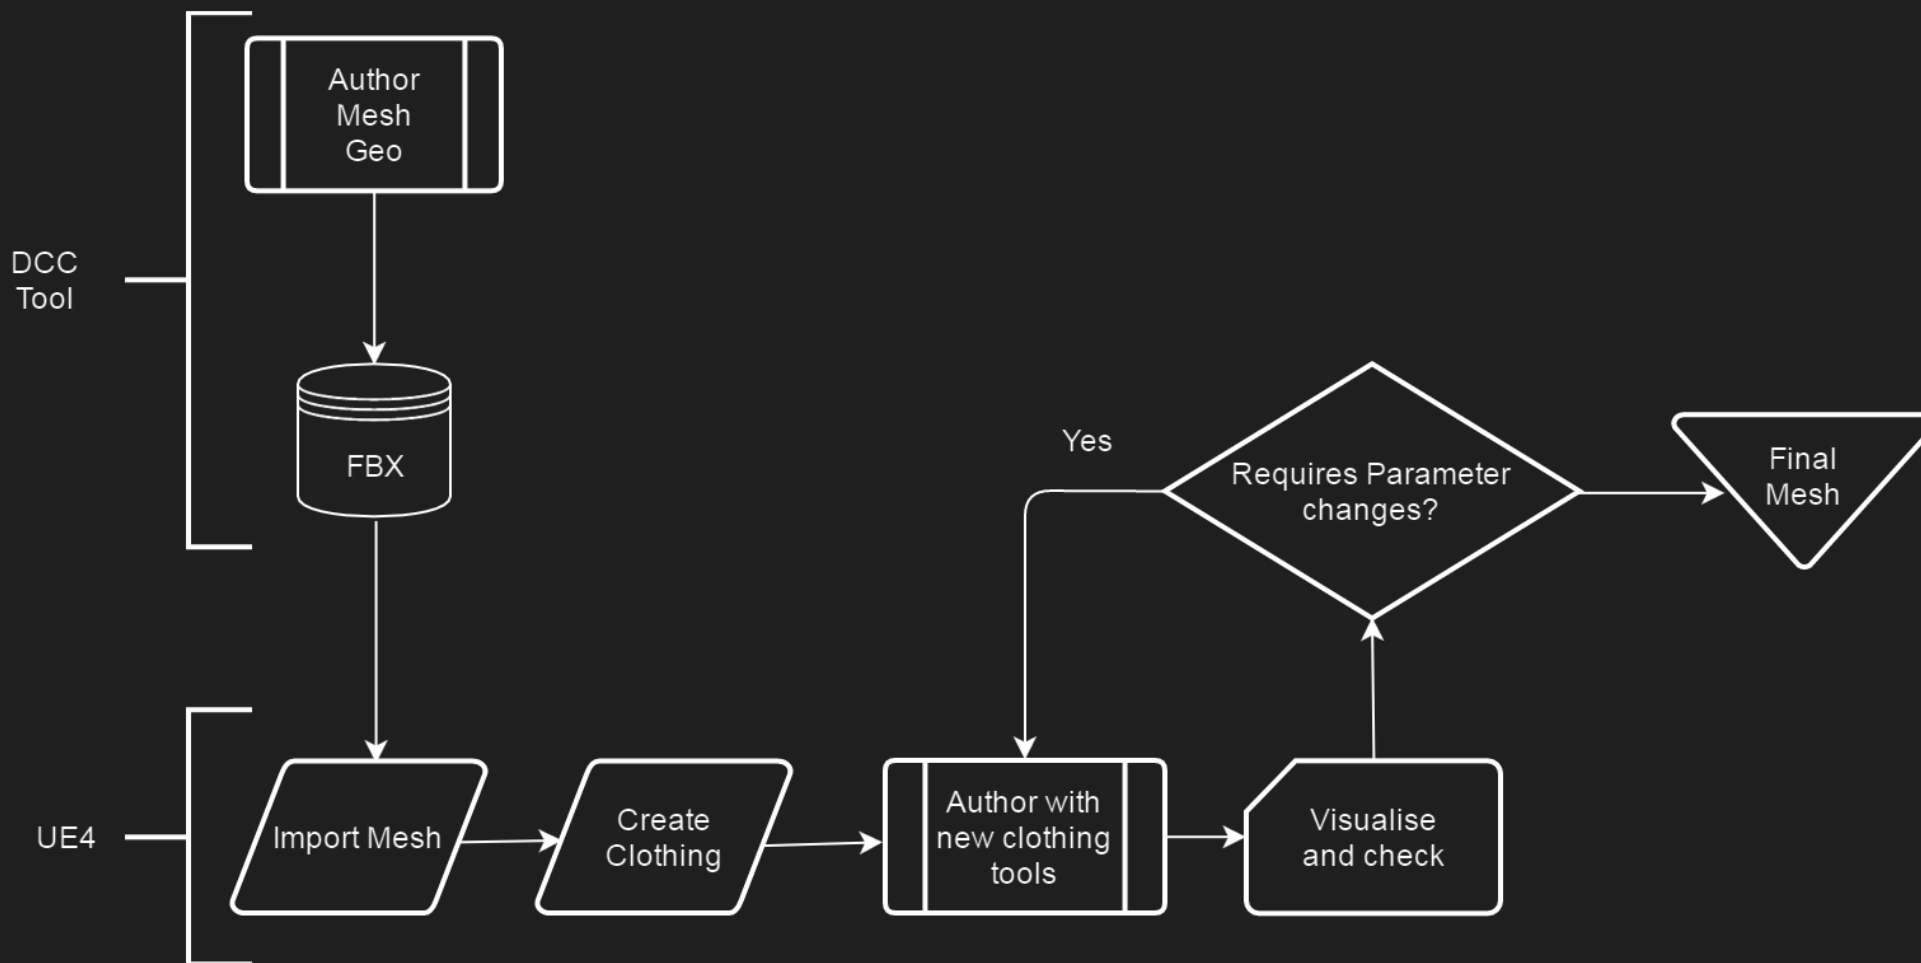 Author
Mesh
Geo
DCC
Tool
FBX
Yes
Requires Parameter
changes?
Final
Mesh
UE4
Import Mesh
Create
Clothing
Author with
new clothing
tools
Visualise
and check